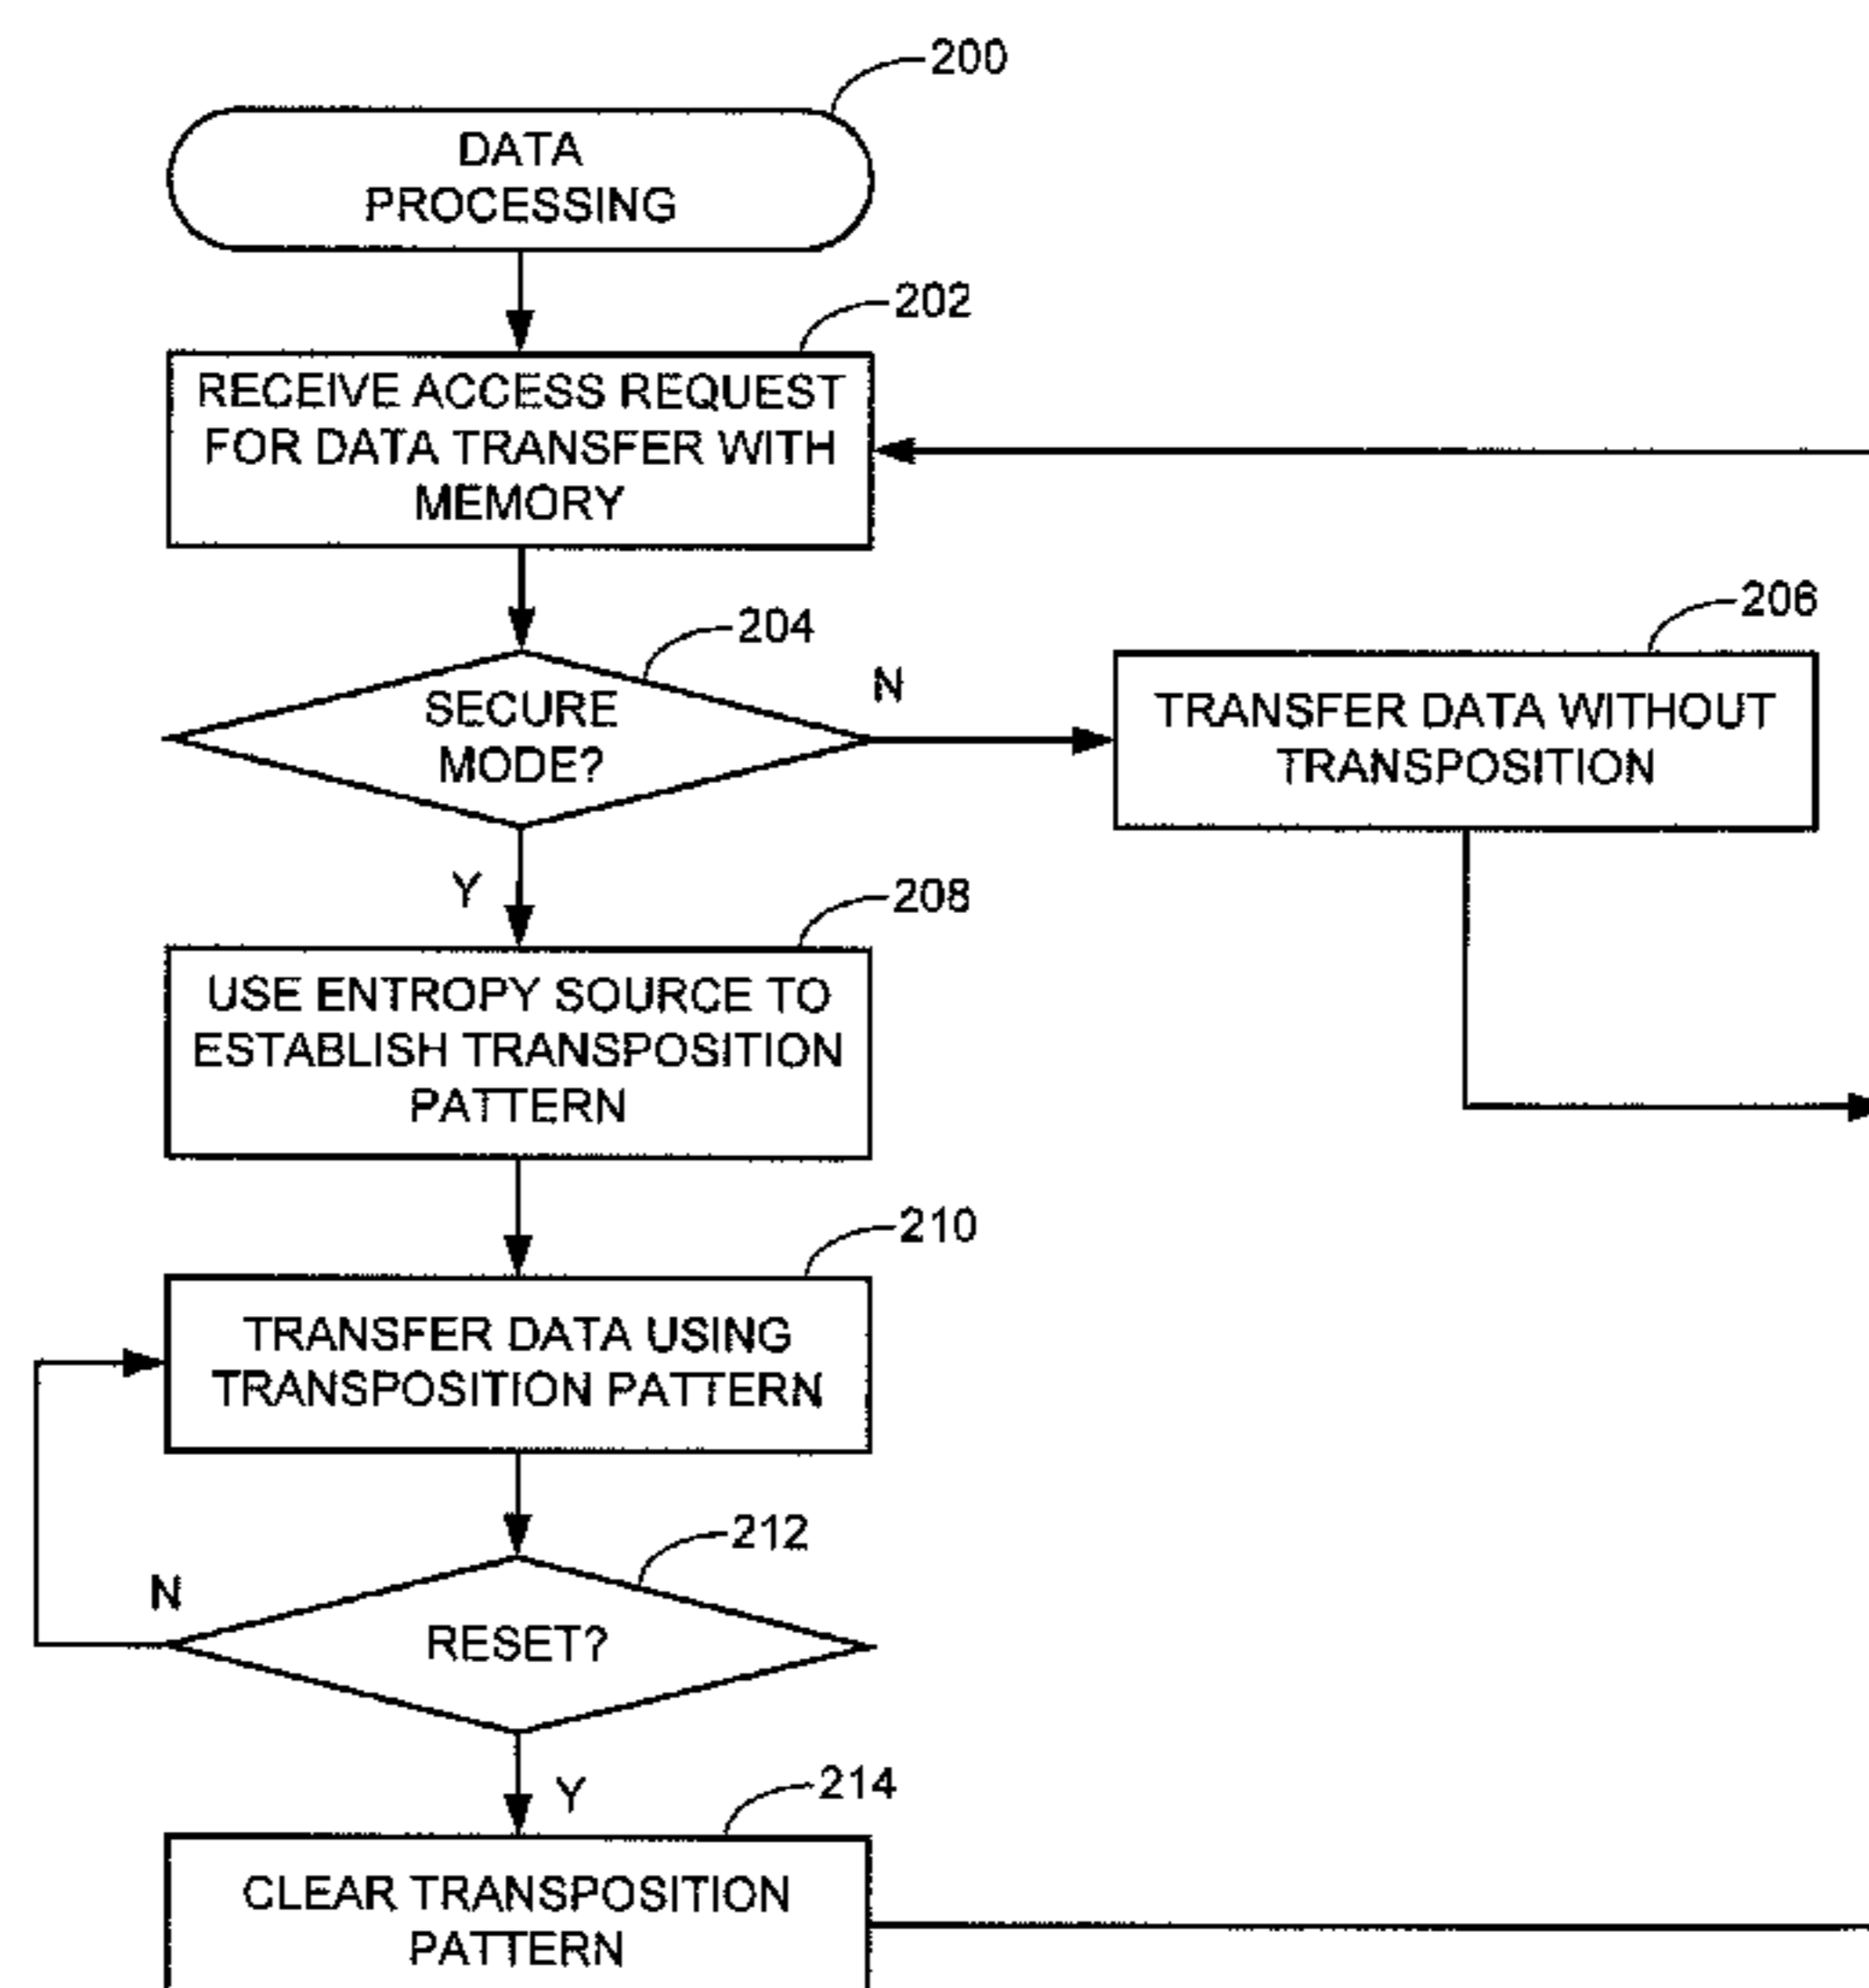 200
DATA
PROCESSING
202
RECEIVE ACCESS REQUEST
FOR DATA TRANSFER WITH
MEMORY
204
SECURE
MODE?
N
206
TRANSFER DATA WITHOUT
TRANSPOSITION
Y
208
USE ENTROPY SOURCE TO
ESTABLISH TRANSPOSITION
PATTERN
210
TRANSFER DATA USING
TRANSPOSITION PATTERN
212
N
RESET?
Y
214
CLEAR TRANSPOSITION
PATTERN